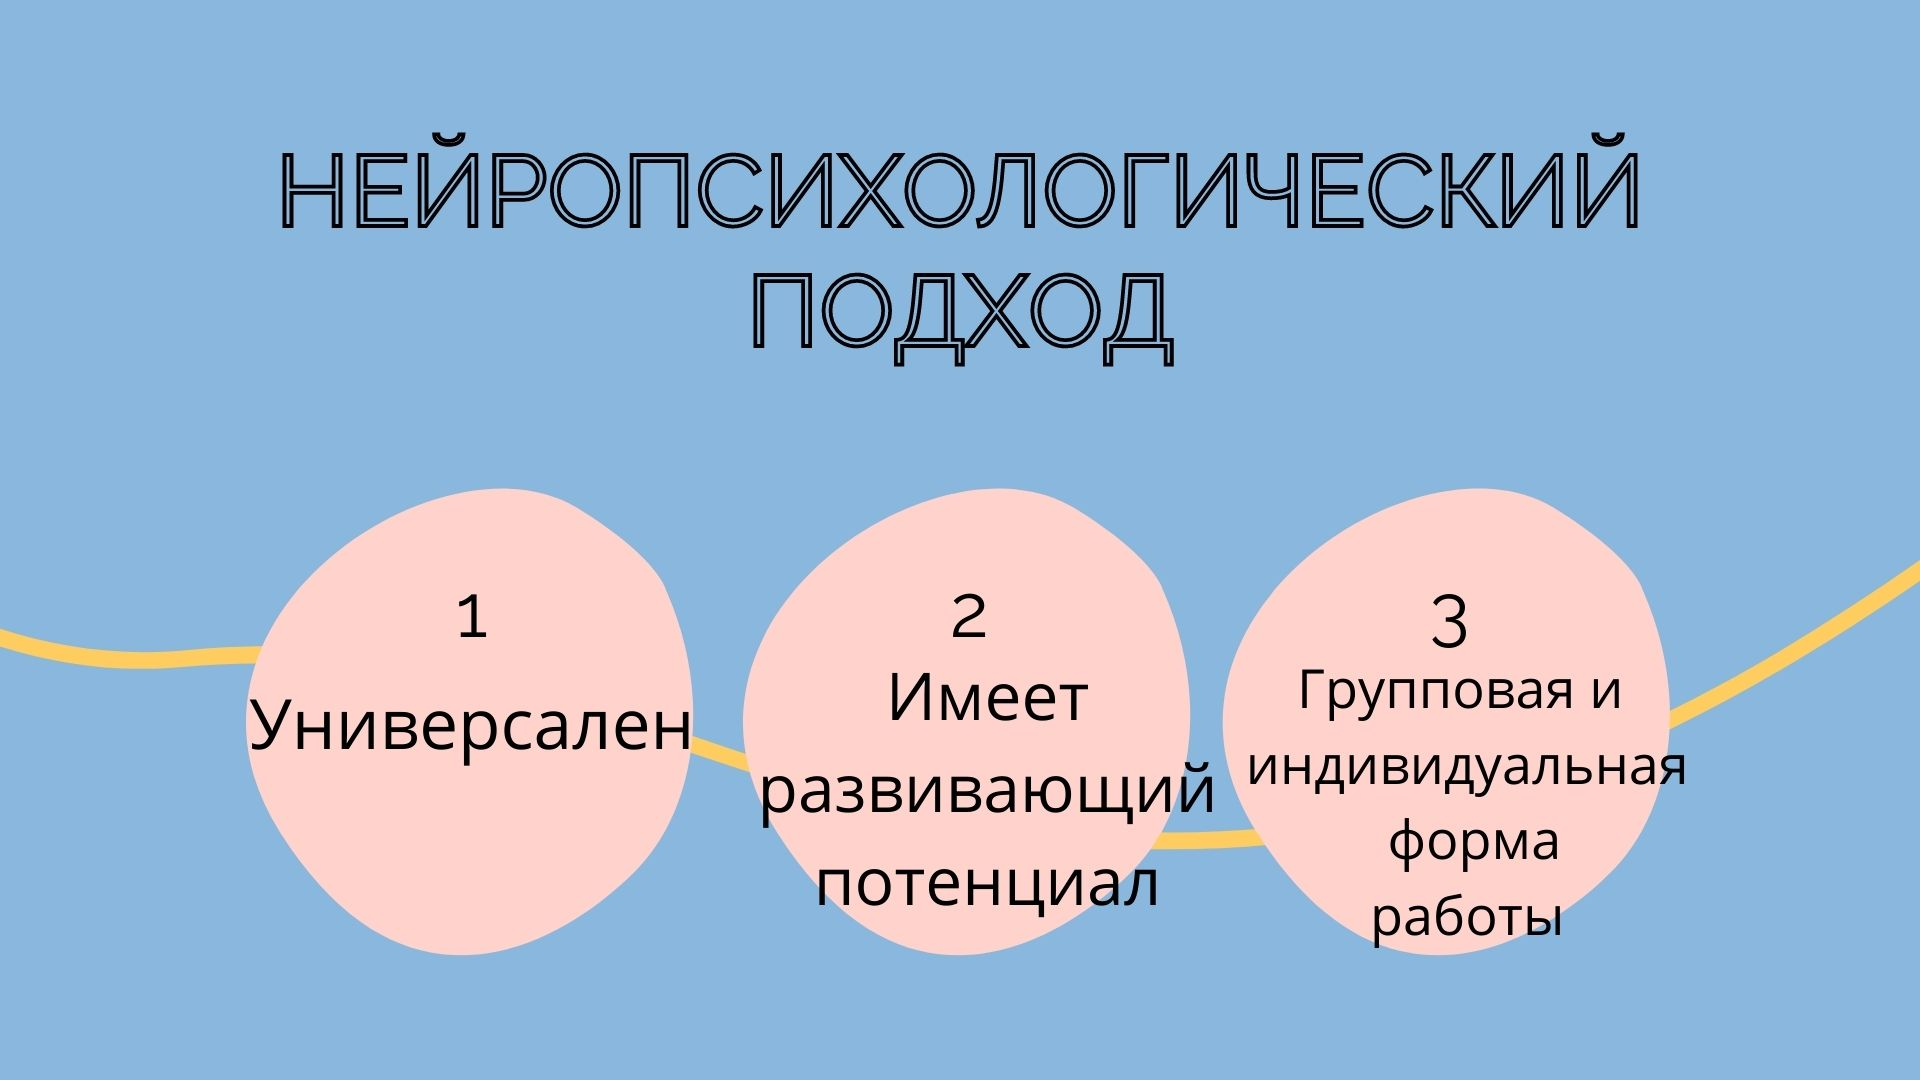 НЕЙРОПСИХОЛОГИЧЕСКИЙ
ПОДХОД
1
Универсален
2
Имеет
развивающий
потенциал
3
Групповая и
индивидуальная
форма
работы